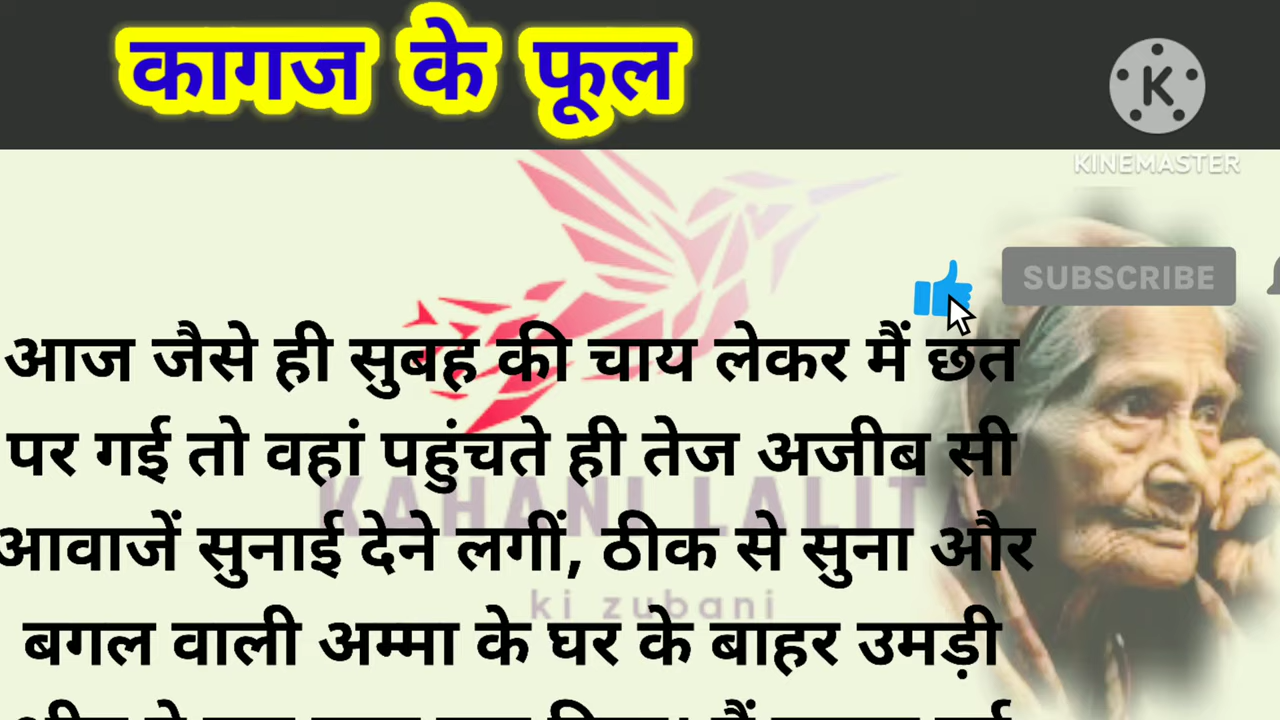 कागज के फूल
K
KINEMASTER
SUBSCRIBE
आज जैसे ही सुबह की चाय लेकर मैं छत
पर गई तो वहां पहुंचते ही तेज अजीब सी
KAHANI LALIT
आवाजें सुनाई देने लगीं, ठीक से सुना और
ki zubani
बगल वाली अम्मा के घर के बाहर उमड़ी